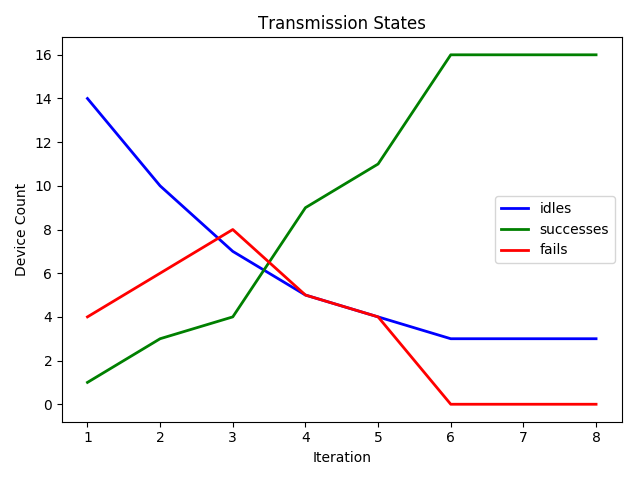 Transmission States
16
14
12
10
8
6
4
2
0
Device Count
idles
successes
fails
1 2 3 4 5 6 7 8
Iteration